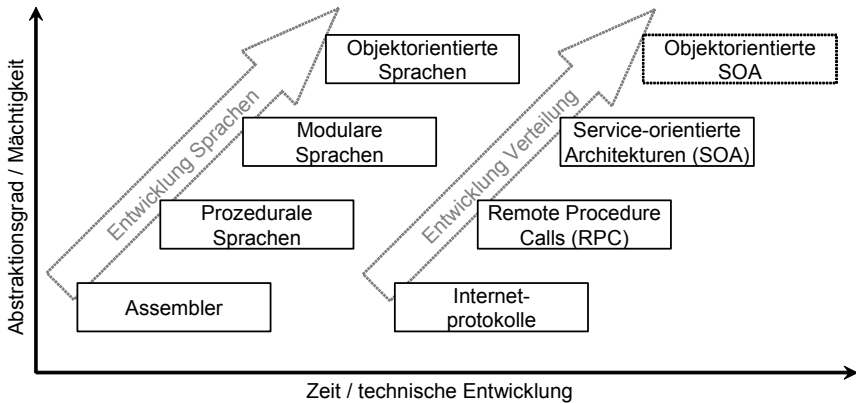 Abstraktionsgrad / Mächtigkeit
Entwicklung Sprachen
Objektorientierte
Sprachen
Modulare
Sprachen
Prozedurale
Sprachen
Assembler
Entwicklung Verteilung
Objektorientierte
SOA
Service-orientierte
Architekturen (SOA)
Remote Procedure
Calls (RPC)
Internet-
protokolle
Zeit / technische Entwicklung